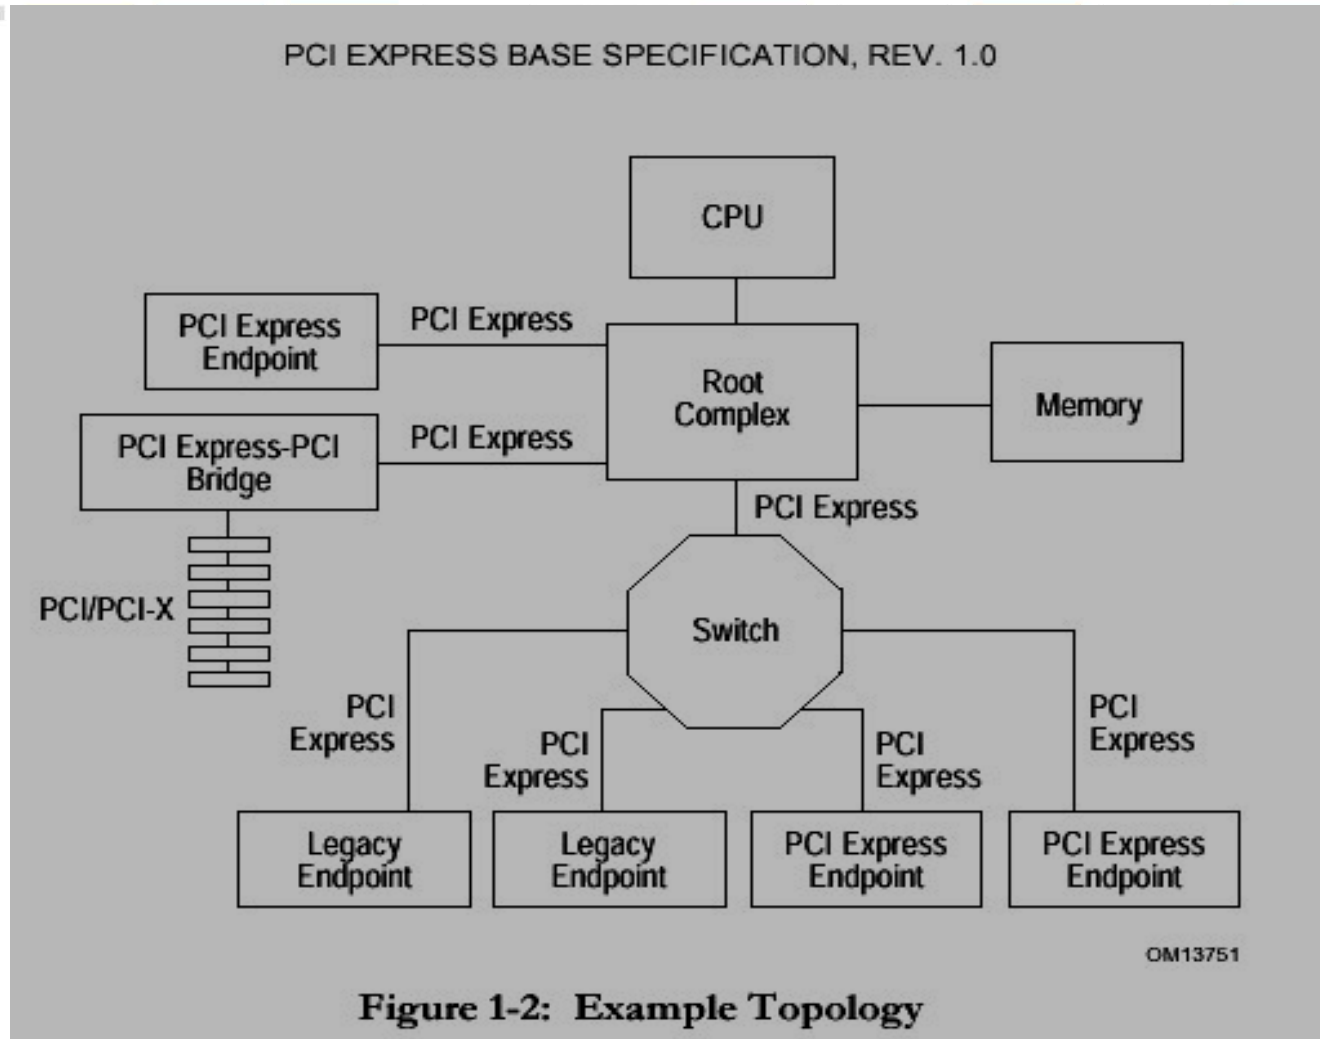 PCI EXPRESS BASE SPECIFICATION, REV. 1.0
CPU
PCI Express
Endpoint
PCI Express
Root
Complex
Memory
PCI Express-PCI
Bridge
PCI Express
PCI Express
PCI/PCI-X
Switch
PCI
Express
PCI
Express
PCI
Express
PCI
Express
Legacy
Endpoint
Legacy
Endpoint
PCI Express
Endpoint
PCI Express
Endpoint
OM13751
Figure 1-2: Example Topology